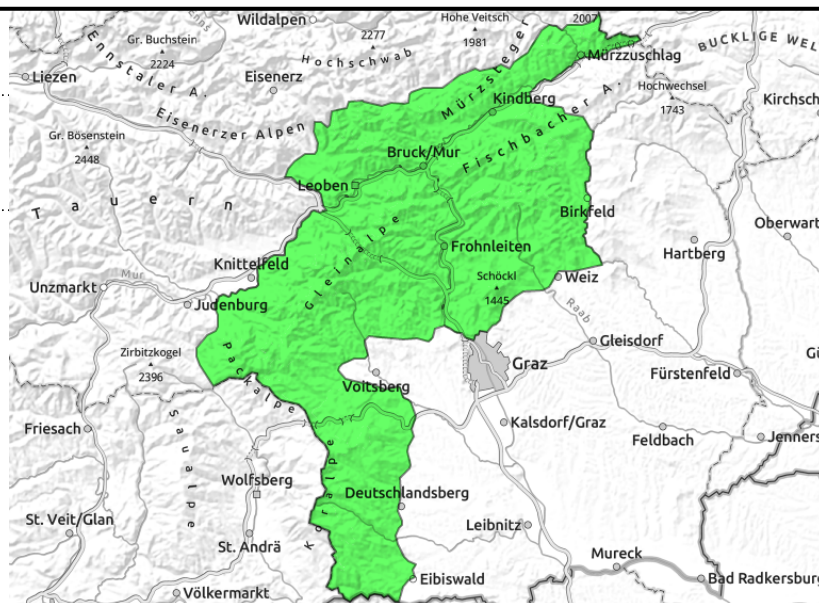 Enns
Wildalpen
2277
Hohe Veitsch
1981
2007
Ennstaler A.
Gr. Buchstein
2224
Hochschwab
Mürzsteger
Mürzzuschlag
BUCKLIGE WEL
Liezen
Eisenerz
Kindberg
Hochwechsel
1743
Kirchsch
Eisenerzer Alpen
Fischbacher A.
Gr. Bösenstein
2448
Bruck/Mur
Leoben
Tauern
Birkfeld
Oberwart
Gleinalpe
Frohnleiten
Hartberg
Knittelfeld
Mur
Schöckl
1445
Weiz
Unzmarkt
Judenburg
Raab
Zirbitzkogel
2396
Gleisdorf
Graz
Packalpe
Voitsberg
Fürstenfeld
Gü
Friesach
Saualpe
Kalsdorf/Graz
Feldbach
Jenners
Wolfsberg
Koralpe
Deutschlandsberg
St. Veit/Glan
St. Andrä
Leibnitz
Mureck
Eibiswald
Bad Radkersburg
Völkermarkt